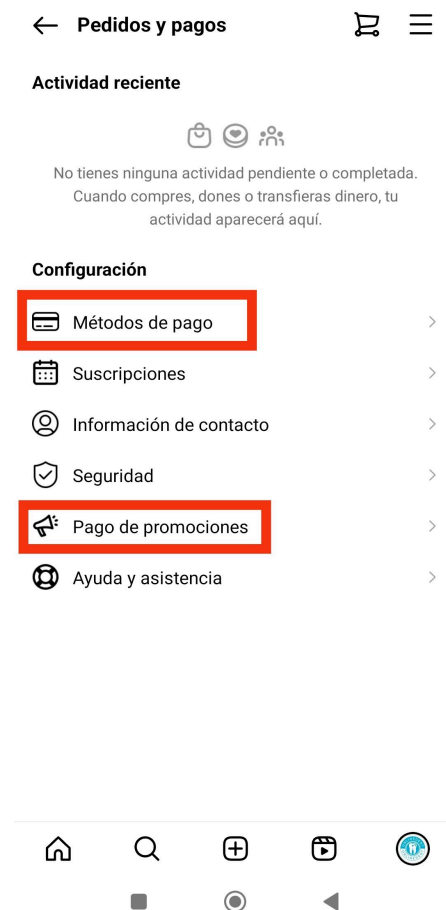 Pedidos y pagos
Actividad reciente
No tienes ninguna actividad pendiente o completada.
Cuando compres, dones o transfieras dinero, tu
actividad aparecerá aquí.
Configuración
Métodos de pago
Suscripciones
Información de contacto
Seguridad
Pago de promociones
Ayuda y asistencia